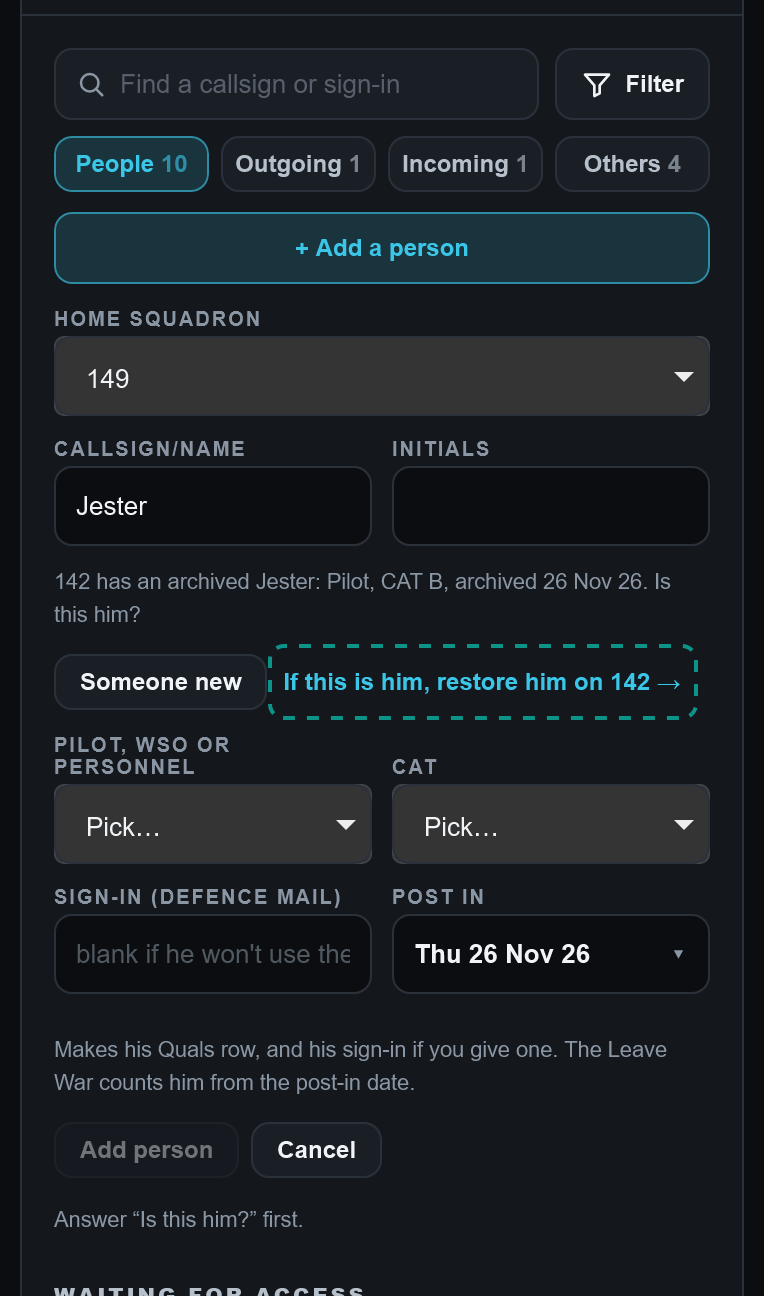 Find a callsign or sign-in
Filter
People 10
Outgoing 1
Incoming 1
Others 4
+ Add a person
HOME SQUADRON
149
CALLSIGN/NAME
INITIALS
Jester
142 has an archived Jester: Pilot, CAT B, archived 26 Nov 26. Is
this him?
Someone new
If this is him, restore him on 142 →
PILOT, WSO OR
PERSONNEL
CAT
Pick…
Pick…
SIGN-IN (DEFENCE MAIL)
POST IN
blank if he won't use the
Thu 26 Nov 26
Makes his Quals row, and his sign-in if you give one. The Leave
War counts him from the post-in date.
Add person
Cancel
Answer “Is this him?” first.
WAITING FOR ACCESS